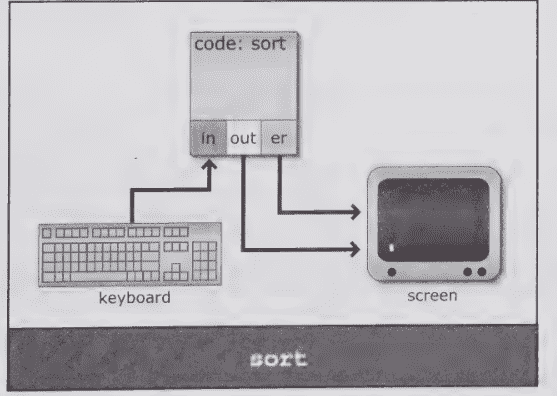 code: sort
in out er
keyboard
screen
sort